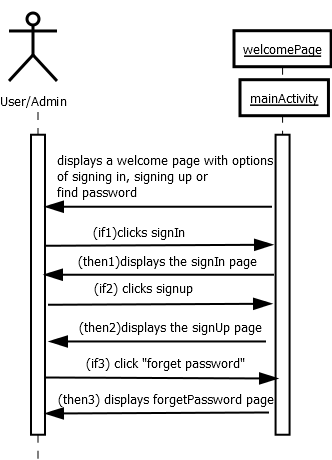 welcomePage
User/Admin
mainActivity
displays a welcome page with options
of signing in, signing up or
find password
(if1)clicks signIn
(then1)displays the signIn page
(if2) clicks signup
(then2)displays the signUp page
(if3) click "forget password"
(then3) displays forgetPassword page